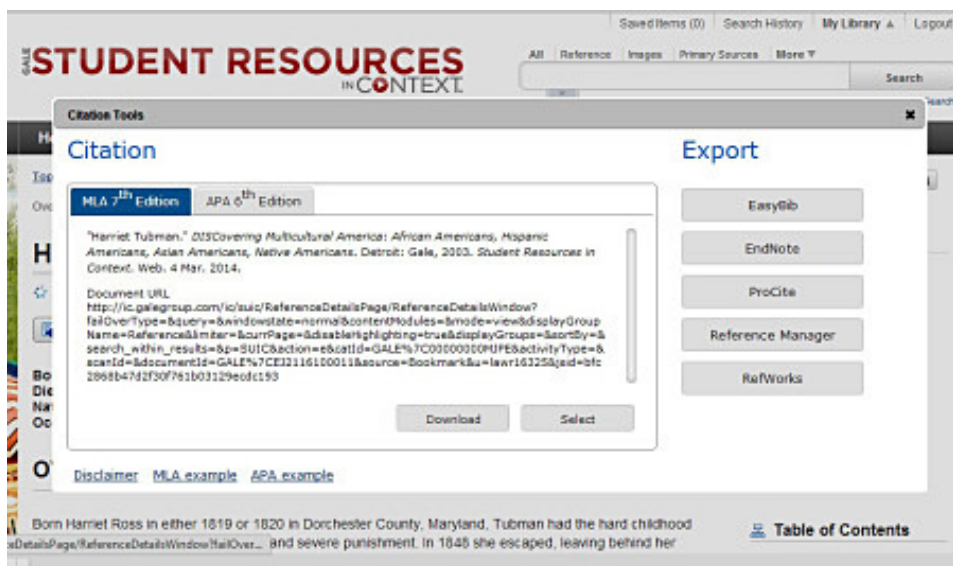 Saved Items (0) Search History My Library ▲ Logout
GALE
STUDENT RESOURCES
IN CONTEXT
All Reference Images Primary Sources More ▼
Search
Citation Tools
Citation
Export
MLA 7th Edition APA 6th Edition
"Harriet Tubman." DISCovering Multicultural America: African Americans, Hispanic
Americans, Asian Americans, Native Americans. Detroit: Gale, 2003. Student Resources in
Context. Web. 4 Mar. 2014.
Document URL
http://ic.galegroup.com/ic/suic/ReferenceDetailsPage/ReferenceDetailsWindow?
failOverType=&query=&windowstate=normal&contentModules=&mode=view&displayGroup
Name=Reference&limiter=&currPage=&disableHighlighting=true&displayGroups=&sortBy=&
search_within_results=&p=SUIC&action=e&catId=GALE%7C00000000MJPE&activityType=&
scanId=&documentId=GALE%7CEJ2116100011&source=Bookmark&u=lawr16325&jsid=bfc
2868b47d2f30f761b03129ecdc193
Download Select
EasyBib
EndNote
ProCite
Reference Manager
RefWorks
Disclaimer MLA example APA example
Born Harriet Ross in either 1819 or 1820 in Dorchester County, Maryland, Tubman had the hard childhood
and severe punishment. In 1848 she escaped, leaving behind her
Table of Contents
eDetailsPage/ReferenceDetailsWindow?failOver...